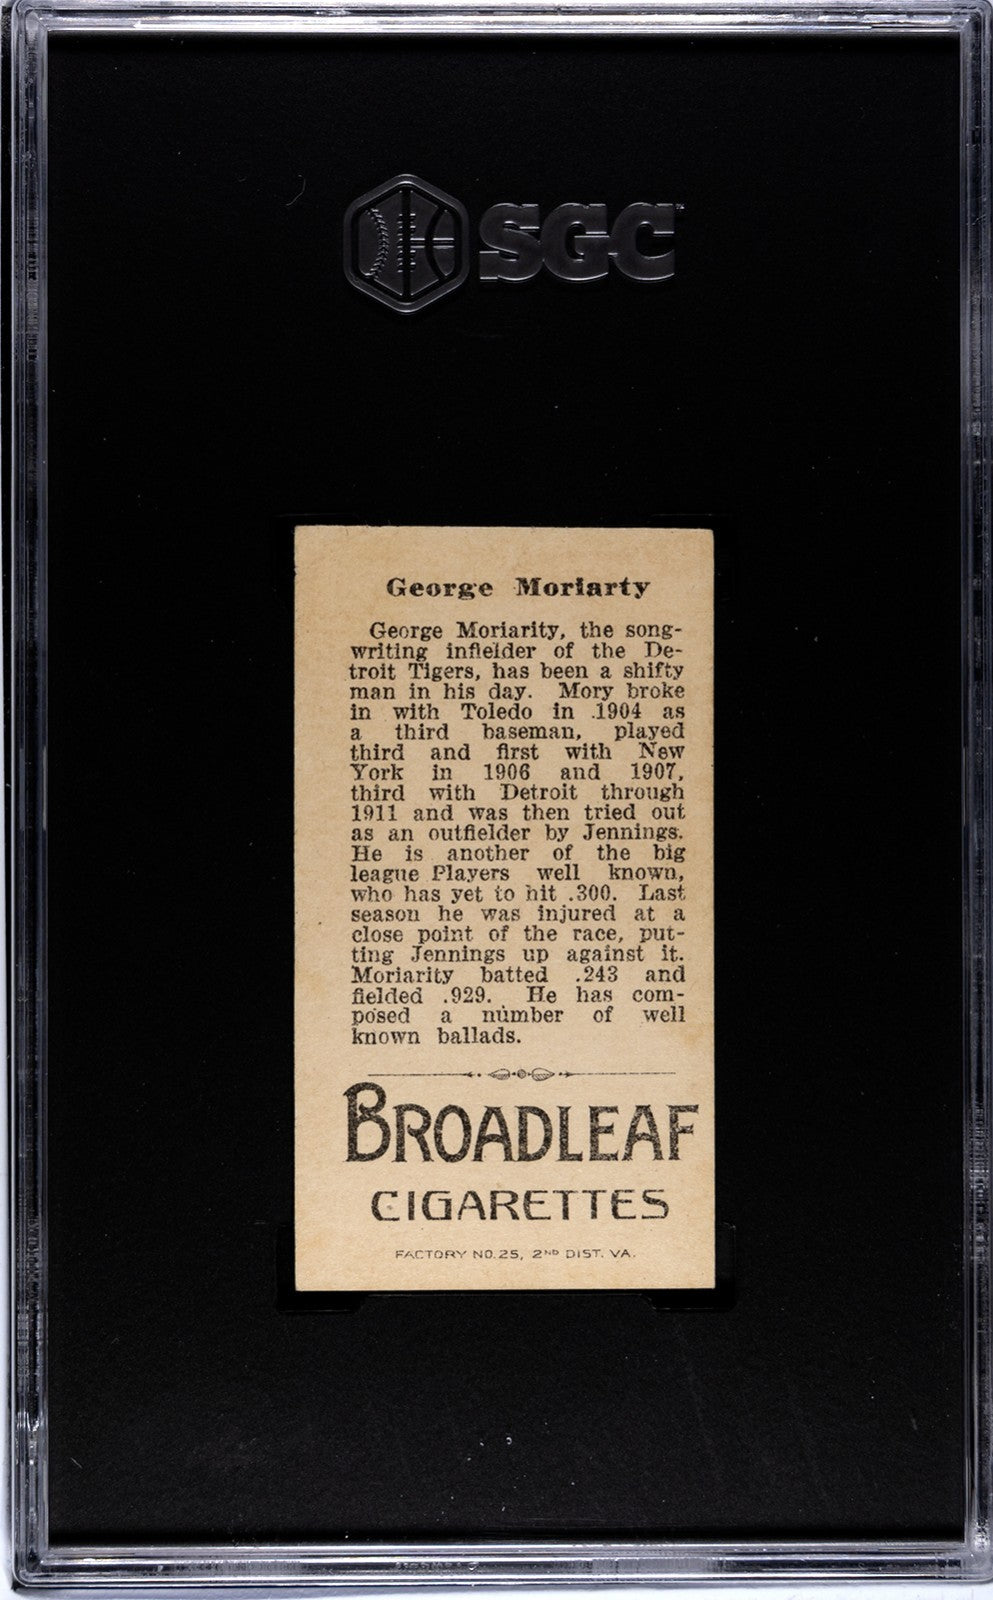 SGC
George Moriarty
George Moriarity, the song-
writing infielder of the De-
troit Tigers, has been a shifty
man in his day. Mory broke
in with Toledo in 1904 as
a third baseman, played
third and first with New
York in 1906 and 1907,
third with Detroit through
1911 and was then tried out
as an outfielder by Jennings.
He is another of the big
league Players well known,
who has yet to hit .300. Last
season he was injured at a
close point of the race, put-
ting Jennings up against it.
Moriarity batted .243 and
fielded .929. He has com-
posed a number of well
known ballads.
BROADLEAF
CIGARETTES
FACTORY NO. 25, 2ND DIST. VA.